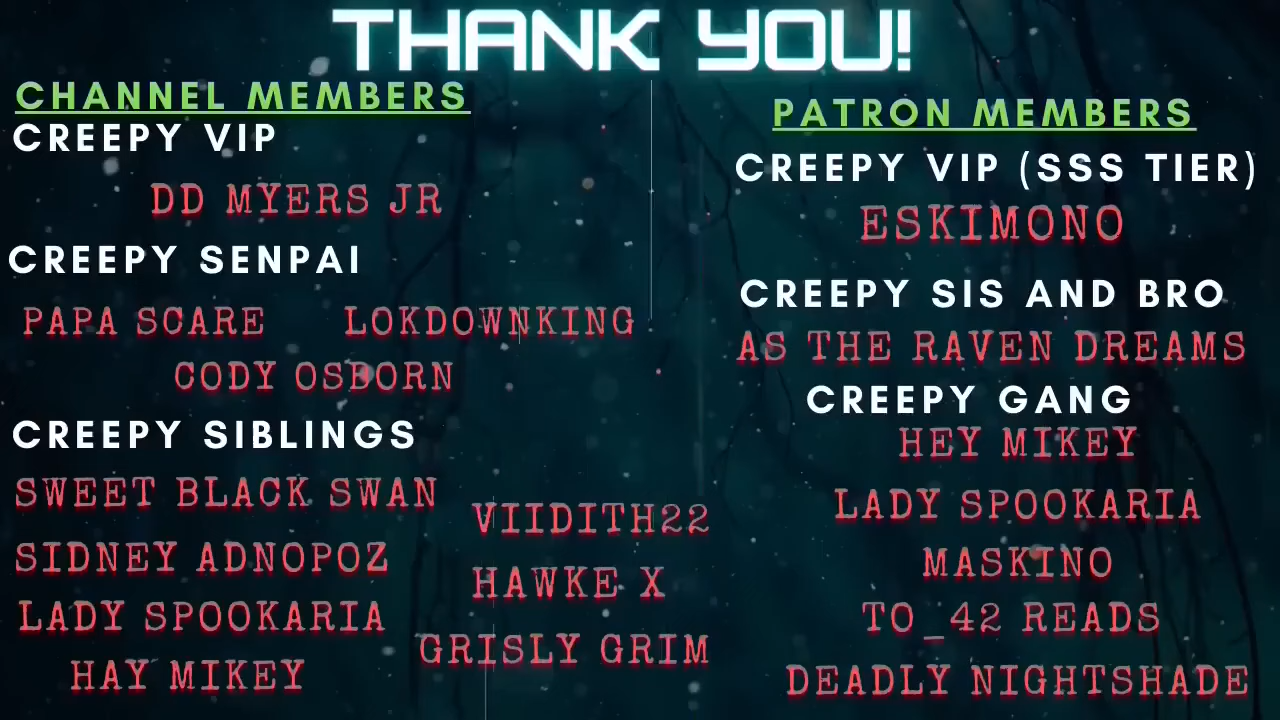 THANK YOU!
CHANNEL MEMBERS
CREEPY VIP
DD MYERS JR
CREEPY SENPAI
PAPA SCARE LOKDOWNKING
CODY OSBORN
CREEPY SIBLINGS
SWEET BLACK SWAN
SIDNEY ADNOPOZ
LADY SPOOKARIA
HAY MIKEY
VIIDITH22
HAWKE X
GRISLY GRIM
PATRON MEMBERS
CREEPY VIP (SSS TIER)
ESKIMONO
CREEPY SIS AND BRO
AS THE RAVEN DREAMS
CREEPY GANG
HEY MIKEY
LADY SPOOKARIA
MASKINO
TO_42 READS
DEADLY NIGHTSHADE